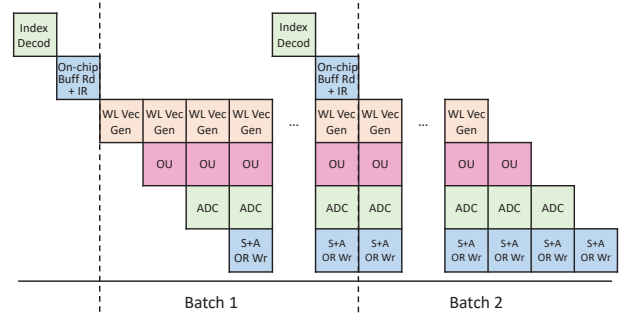 Index
Decod
Index
Decod
On-chip
Buff Rd
+ IR
On-chip
Buff Rd
+ IR
WL Vec
Gen
WL Vec
Gen
WL Vec
Gen
WL Vec
Gen
...
WL Vec
Gen
WL Vec
Gen
...
WL Vec
Gen
OU
OU
OU
OU
OU
OU
OU
ADC
ADC
ADC
ADC
ADC
ADC
ADC
S+A
OR Wr
S+A
OR Wr
S+A
OR Wr
S+A
OR Wr
S+A
OR Wr
S+A
OR Wr
S+A
OR Wr
Batch 1
Batch 2